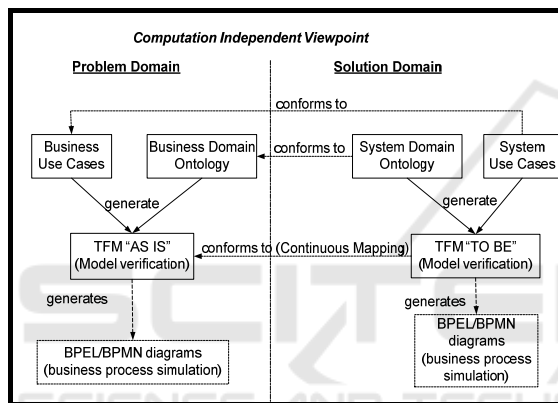 Computation Independent Viewpoint
Problem Domain
Solution Domain
conforms to
Business
Use Cases
Business Domain
Ontology
conforms to
System Domain
Ontology
System
Use Cases
generate
generate
TFM "AS IS"
(Model verification)
conforms to (Continuous Mapping)
TFM "TO BE"
(Model verification)
generates
generates
BPEL/BPMN diagrams
(business process simulation)
BPEL/BPMN
diagrams
(business process
simulation)